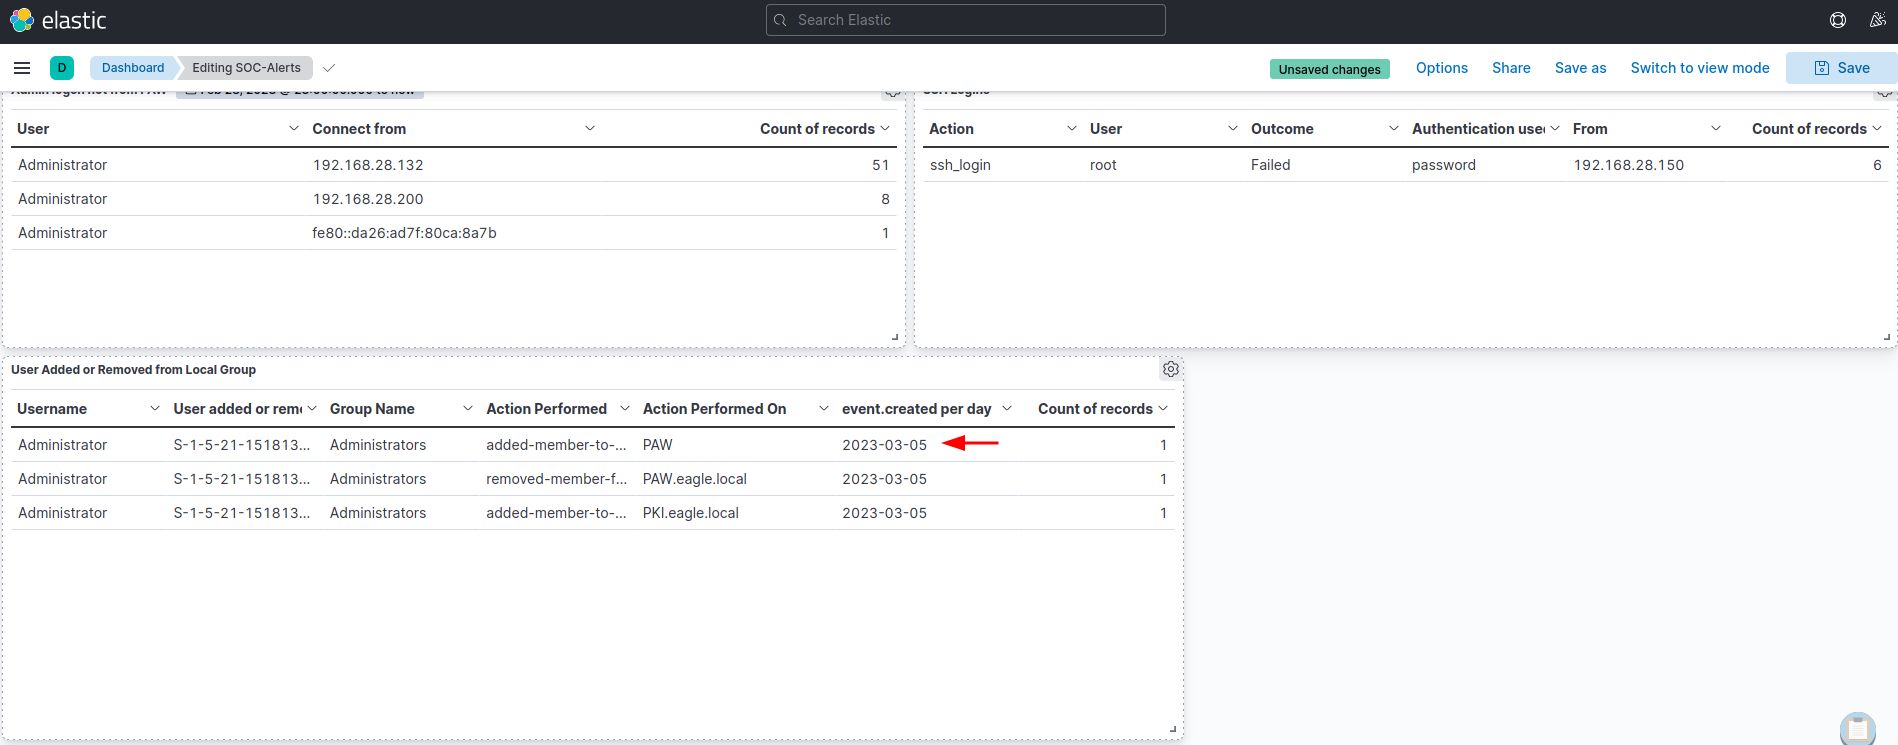 elastic
Search Elastic
D
Dashboard
Editing SOC-Alerts
Unsaved changes
Options
Share
Save as
Switch to view mode
Save
User
Connect from
Count of records
Administrator
192.168.28.132
51
Administrator
192.168.28.200
8
Administrator
fe80::da26:ad7f:80ca:8a7b
1
Action
User
Outcome
Authentication used
From
Count of records
ssh_login
root
Failed
password
192.168.28.150
6
User Added or Removed from Local Group
Username
User added or rem
Group Name
Action Performed
Action Performed On
event.created per day
Count of records
Administrator
S-1-5-21-151813...
Administrators
added-member-to-...
PAW
2023-03-05
1
Administrator
S-1-5-21-151813...
Administrators
removed-member-f...
PAW.eagle.local
2023-03-05
1
Administrator
S-1-5-21-151813...
Administrators
added-member-to-...
PKI.eagle.local
2023-03-05
1